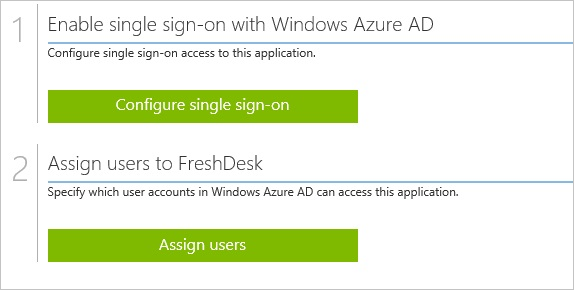 1
Enable single sign-on with Windows Azure AD
Configure single sign-on access to this application.
Configure single sign-on
2
Assign users to FreshDesk
Specify which user accounts in Windows Azure AD can access this application.
Assign users